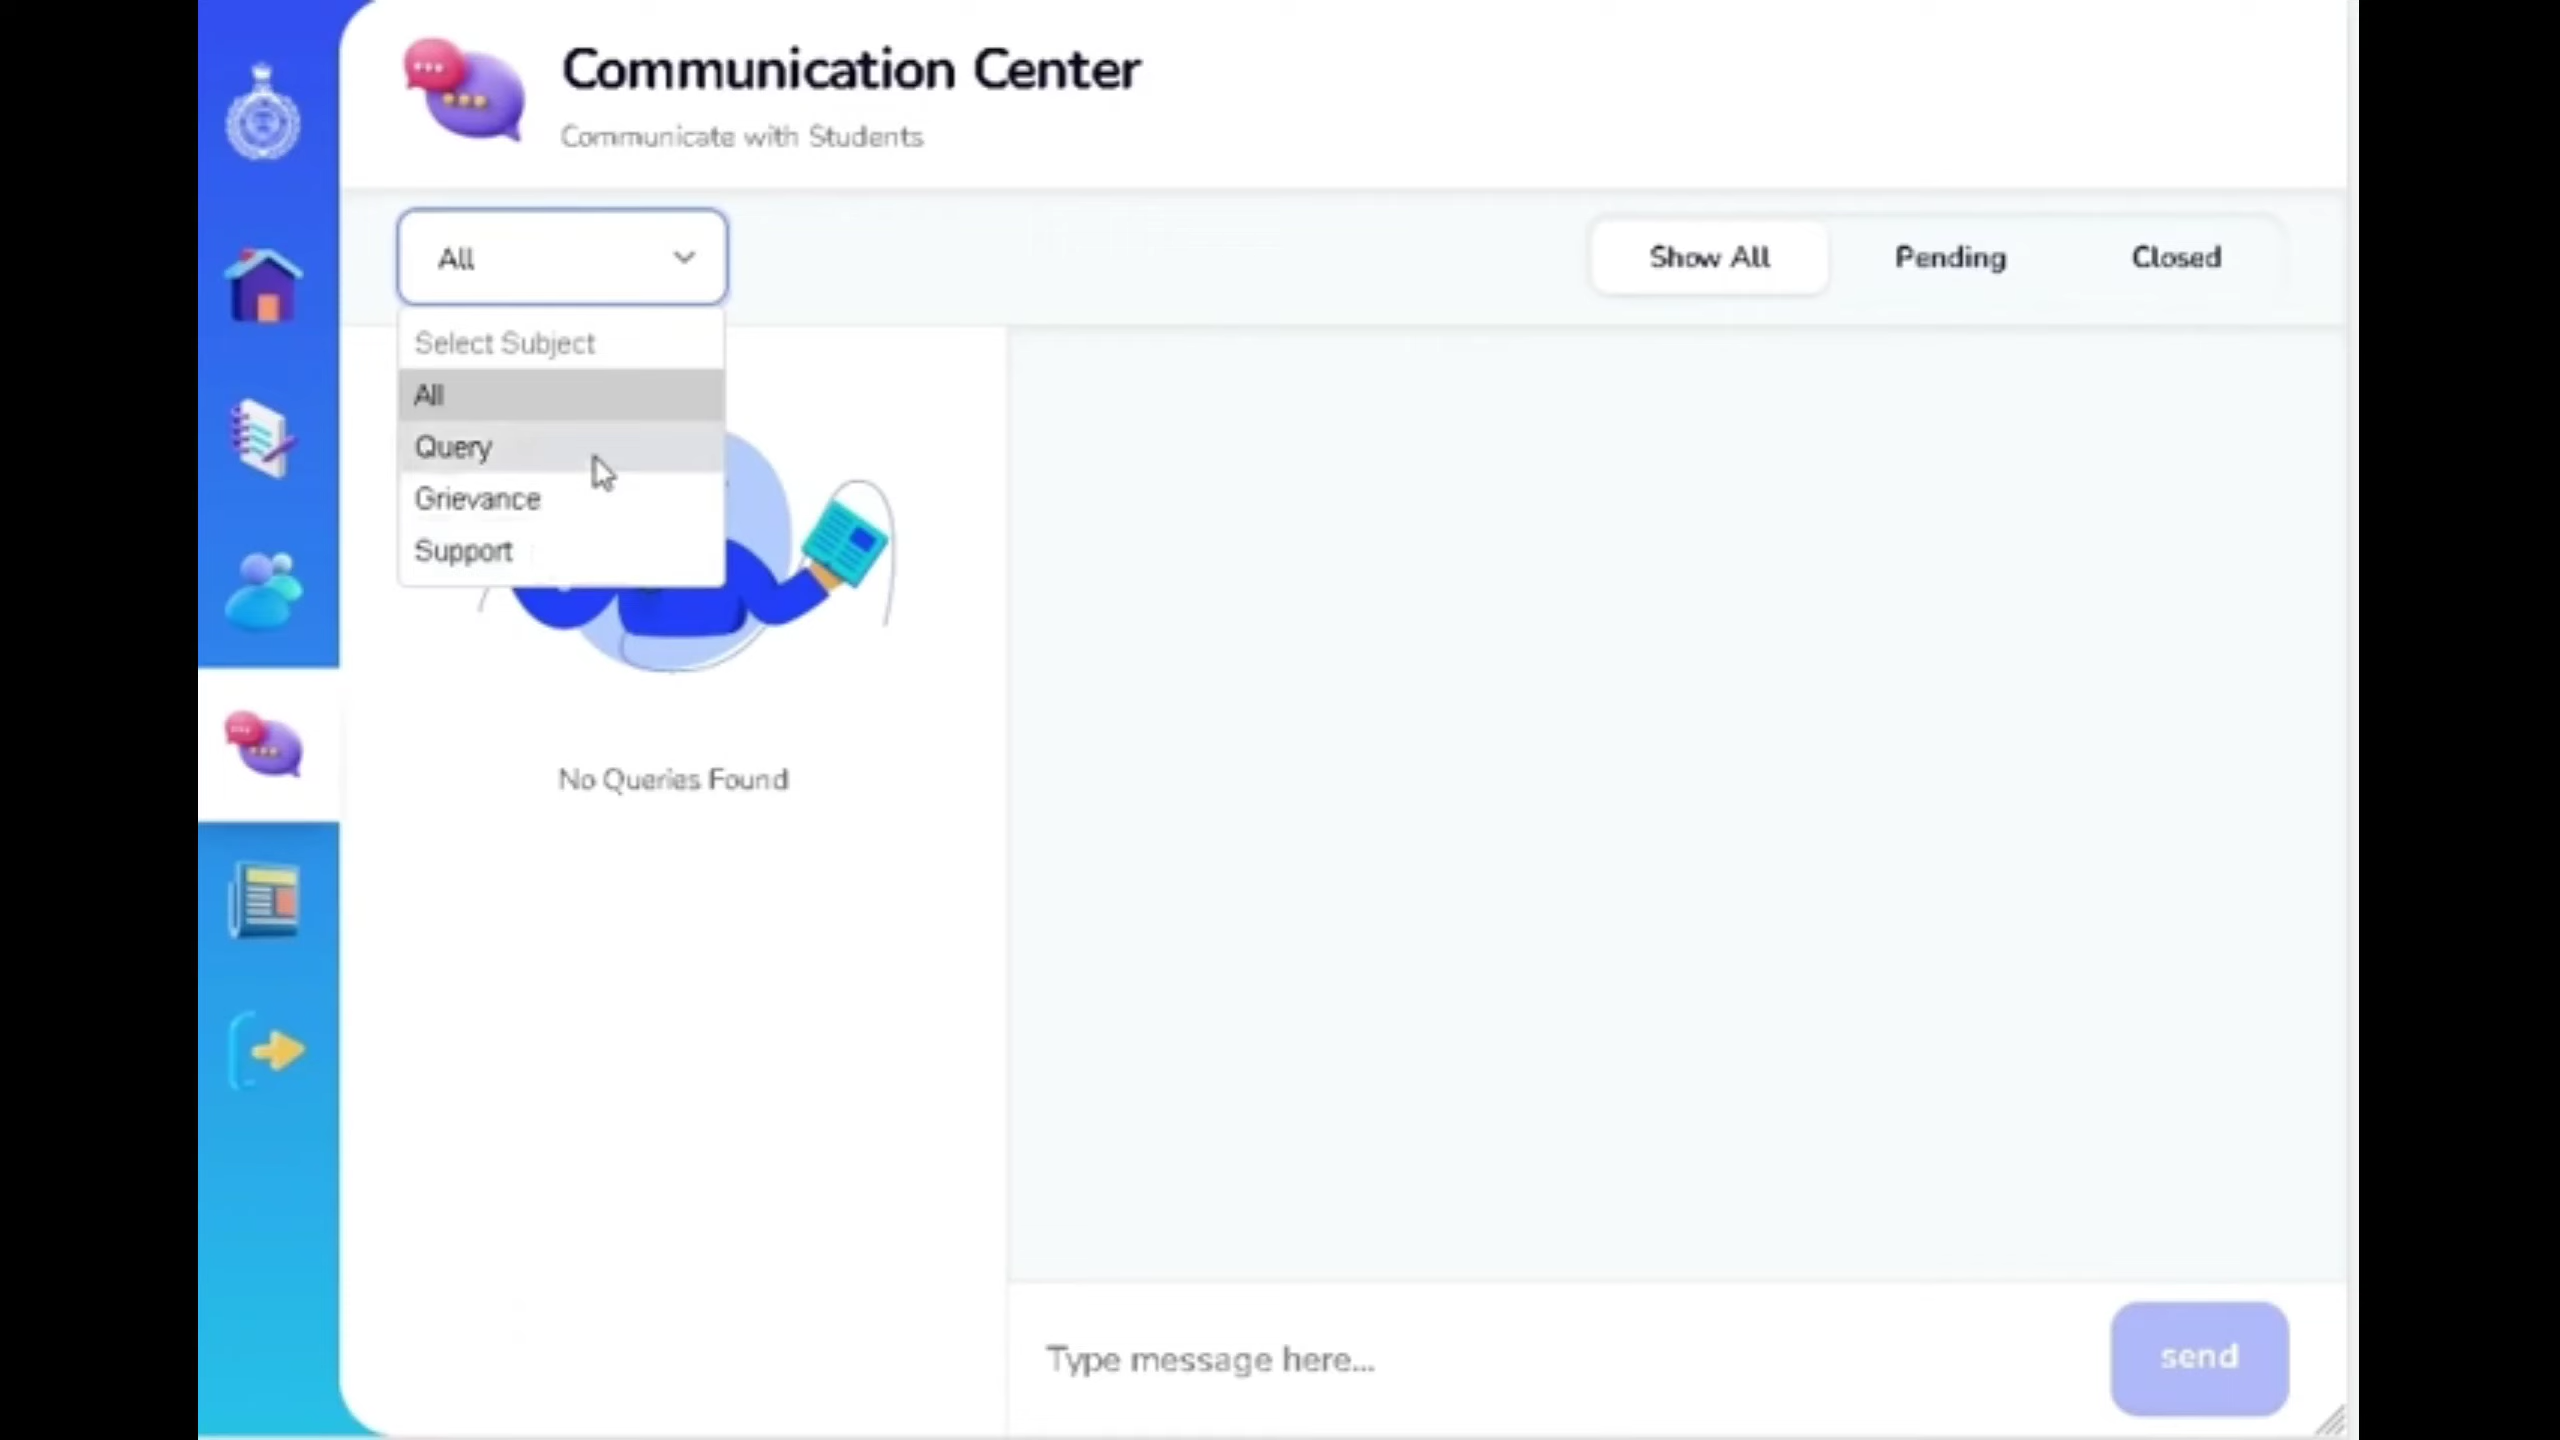 Communication Center
Communicate with Students
All
Show All
Pending
Closed
Select Subject
All
Query
Grievance
Support
No Queries Found
Type message here...
send